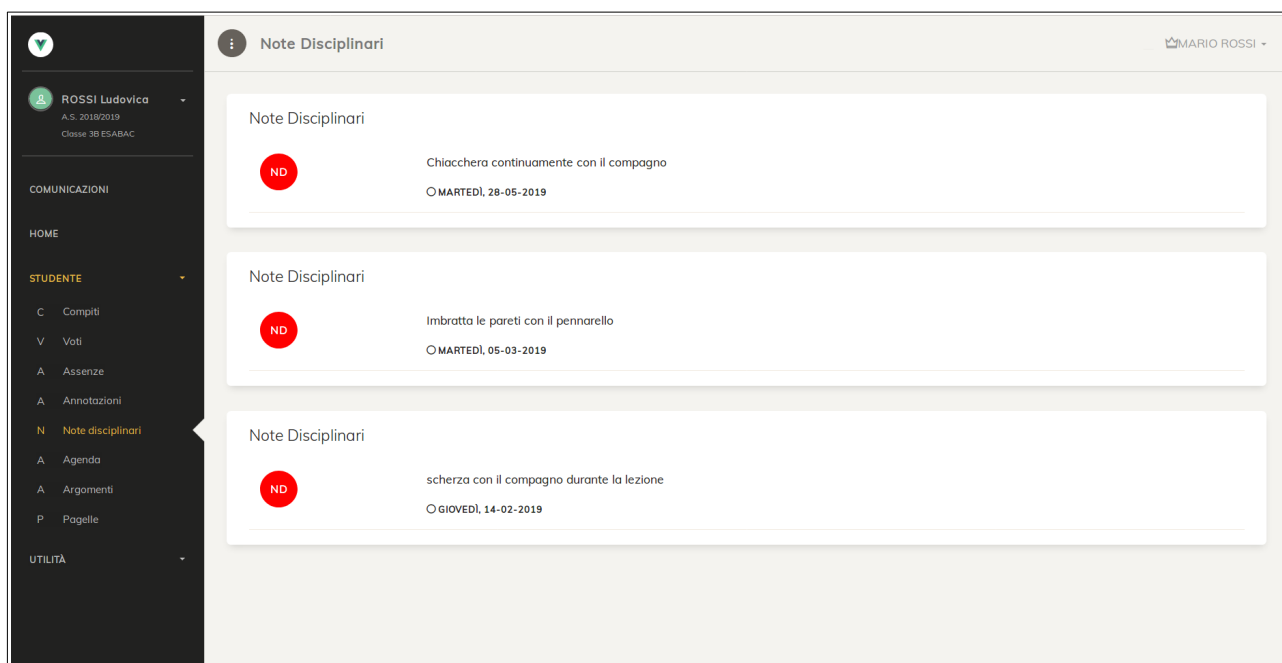 Note Disciplinari
MARIO ROSSI
ROSSI Ludovica
A.S. 2018/2019
Classe 3B ESABAC
COMUNICAZIONI
HOME
STUDENTE
C Compiti
V Voti
A Assenze
A Annotazioni
N Note disciplinari
A Agenda
A Argomenti
P Pagelle
UTILITÀ
Note Disciplinari
ND
Chiacchera continuamente con il compagno
MARTEDÌ, 28-05-2019
Note Disciplinari
ND
Imbratta le pareti con il pennarello
MARTEDÌ, 05-03-2019
Note Disciplinari
ND
scherza con il compagno durante la lezione
GIOVEDÌ, 14-02-2019